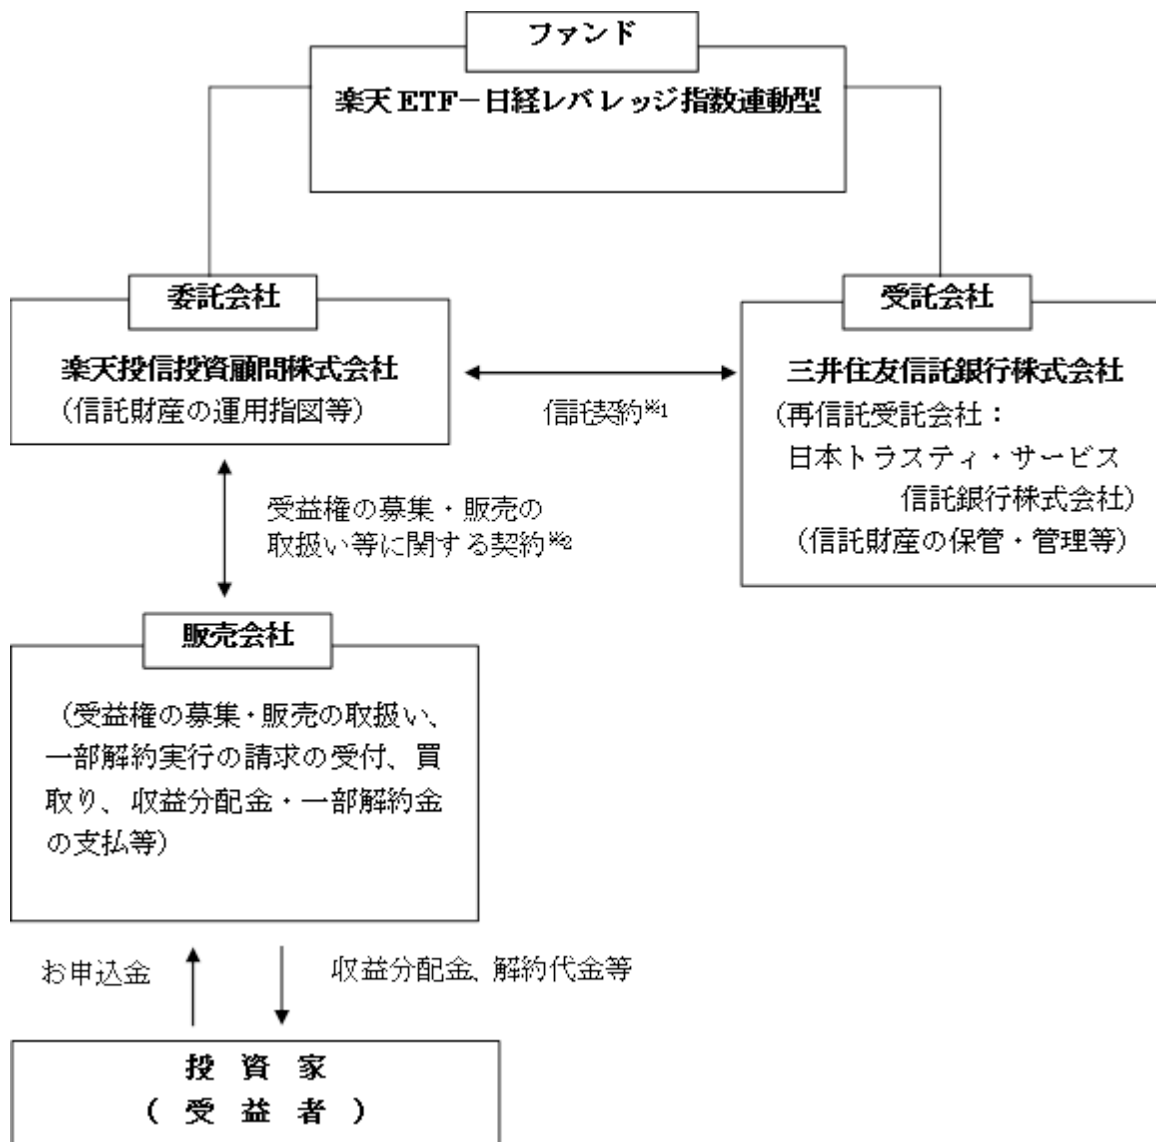 ファンド
楽天ETF－日経レバレッジ指数連動型
委託会社
楽天投信投資顧問株式会社
（信託財産の運用指図等）
信託契約※1
受託会社
三井住友信託銀行株式会社
（再信託受託会社：
日本トラスティ・サービス
信託銀行株式会社）
（信託財産の保管・管理等）
受益権の募集・販売の
取扱い等に関する契約※2
販売会社
（受益権の募集・販売の取扱い、
一部解約実行の請求の受付、買
取り、収益分配金・一部解約金
の支払等）
お申込金
収益分配金、解約代金等
投 資 家
（ 受 益 者 ）